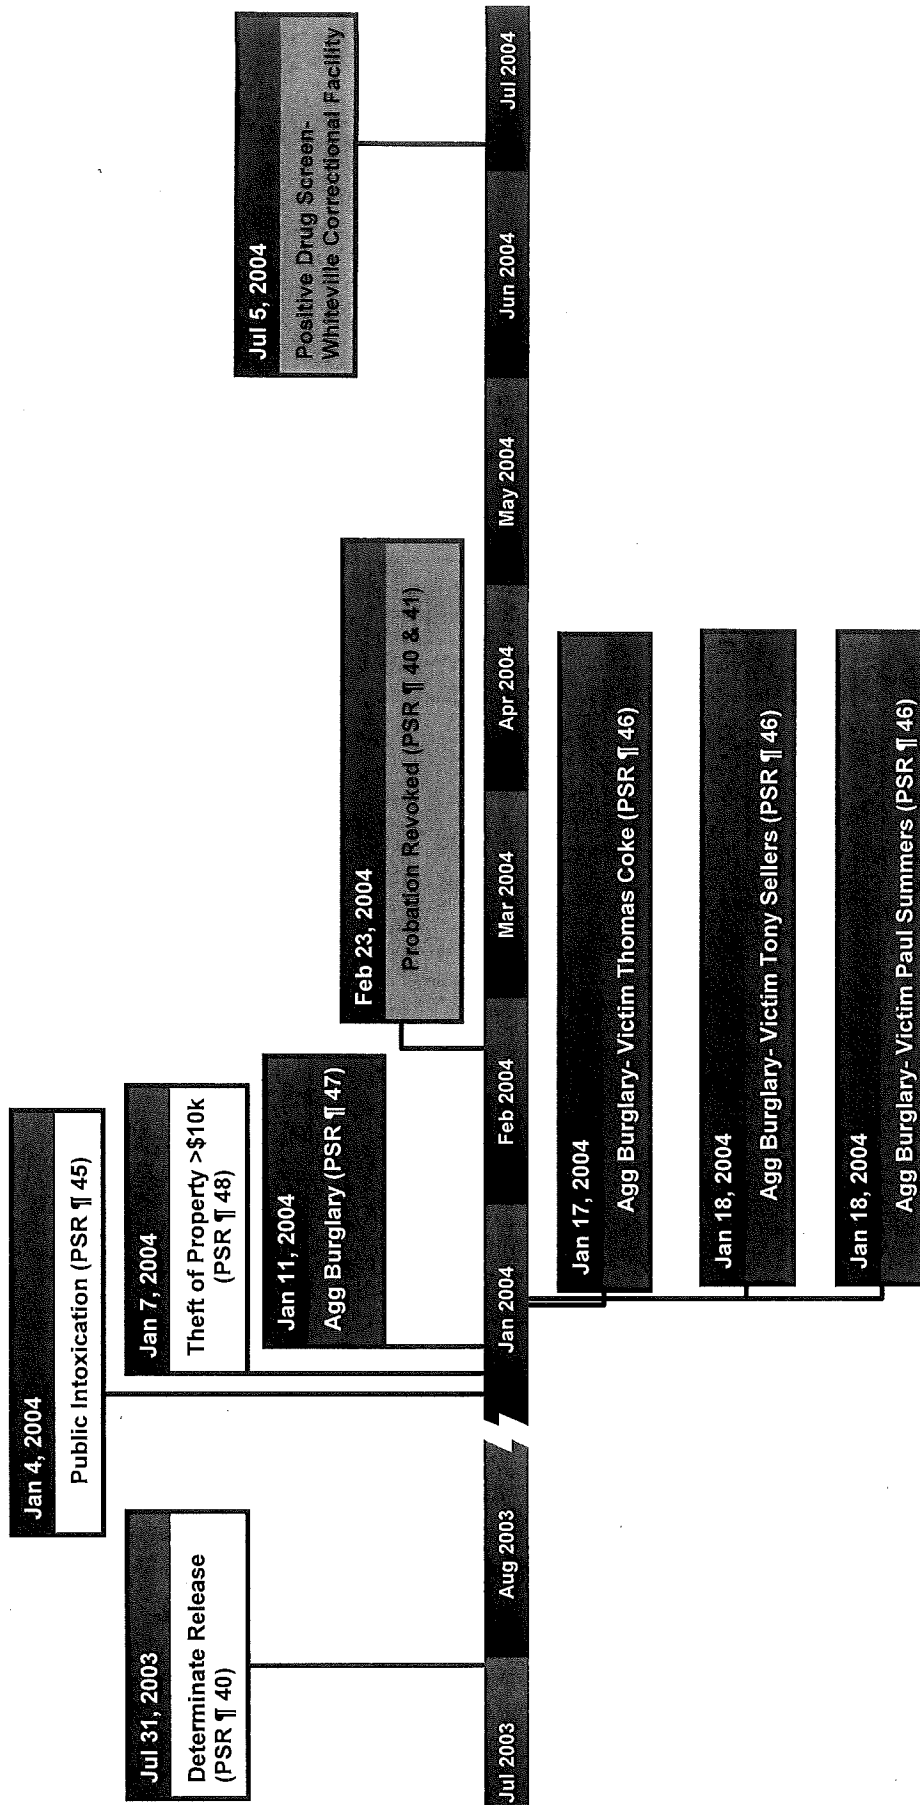 Jan 4, 2004
Public Intoxication (PSR ¶ 45)
Jul 31, 2003
Determinate Release
(PSR ¶ 40)
Jan 7, 2004
Theft of Property >$10k
(PSR ¶ 48)
Jan 11, 2004
Agg Burglary (PSR ¶ 47)
Feb 23, 2004
Probation Revoked (PSR ¶ 40 & 41)
Jul 5, 2004
Positive Drug Screen-
Whiteville Correctional Facility
Jul 2003
Aug 2003
Jan 2004
Feb 2004
Mar 2004
Apr 2004
May 2004
Jun 2004
Jul 2004
Jan 17, 2004
Agg Burglary- Victim Thomas Coke (PSR ¶ 46)
Jan 18, 2004
Agg Burglary- Victim Tony Sellers (PSR ¶ 46)
Jan 18, 2004
Agg Burglary- Victim Paul Summers (PSR ¶ 46)